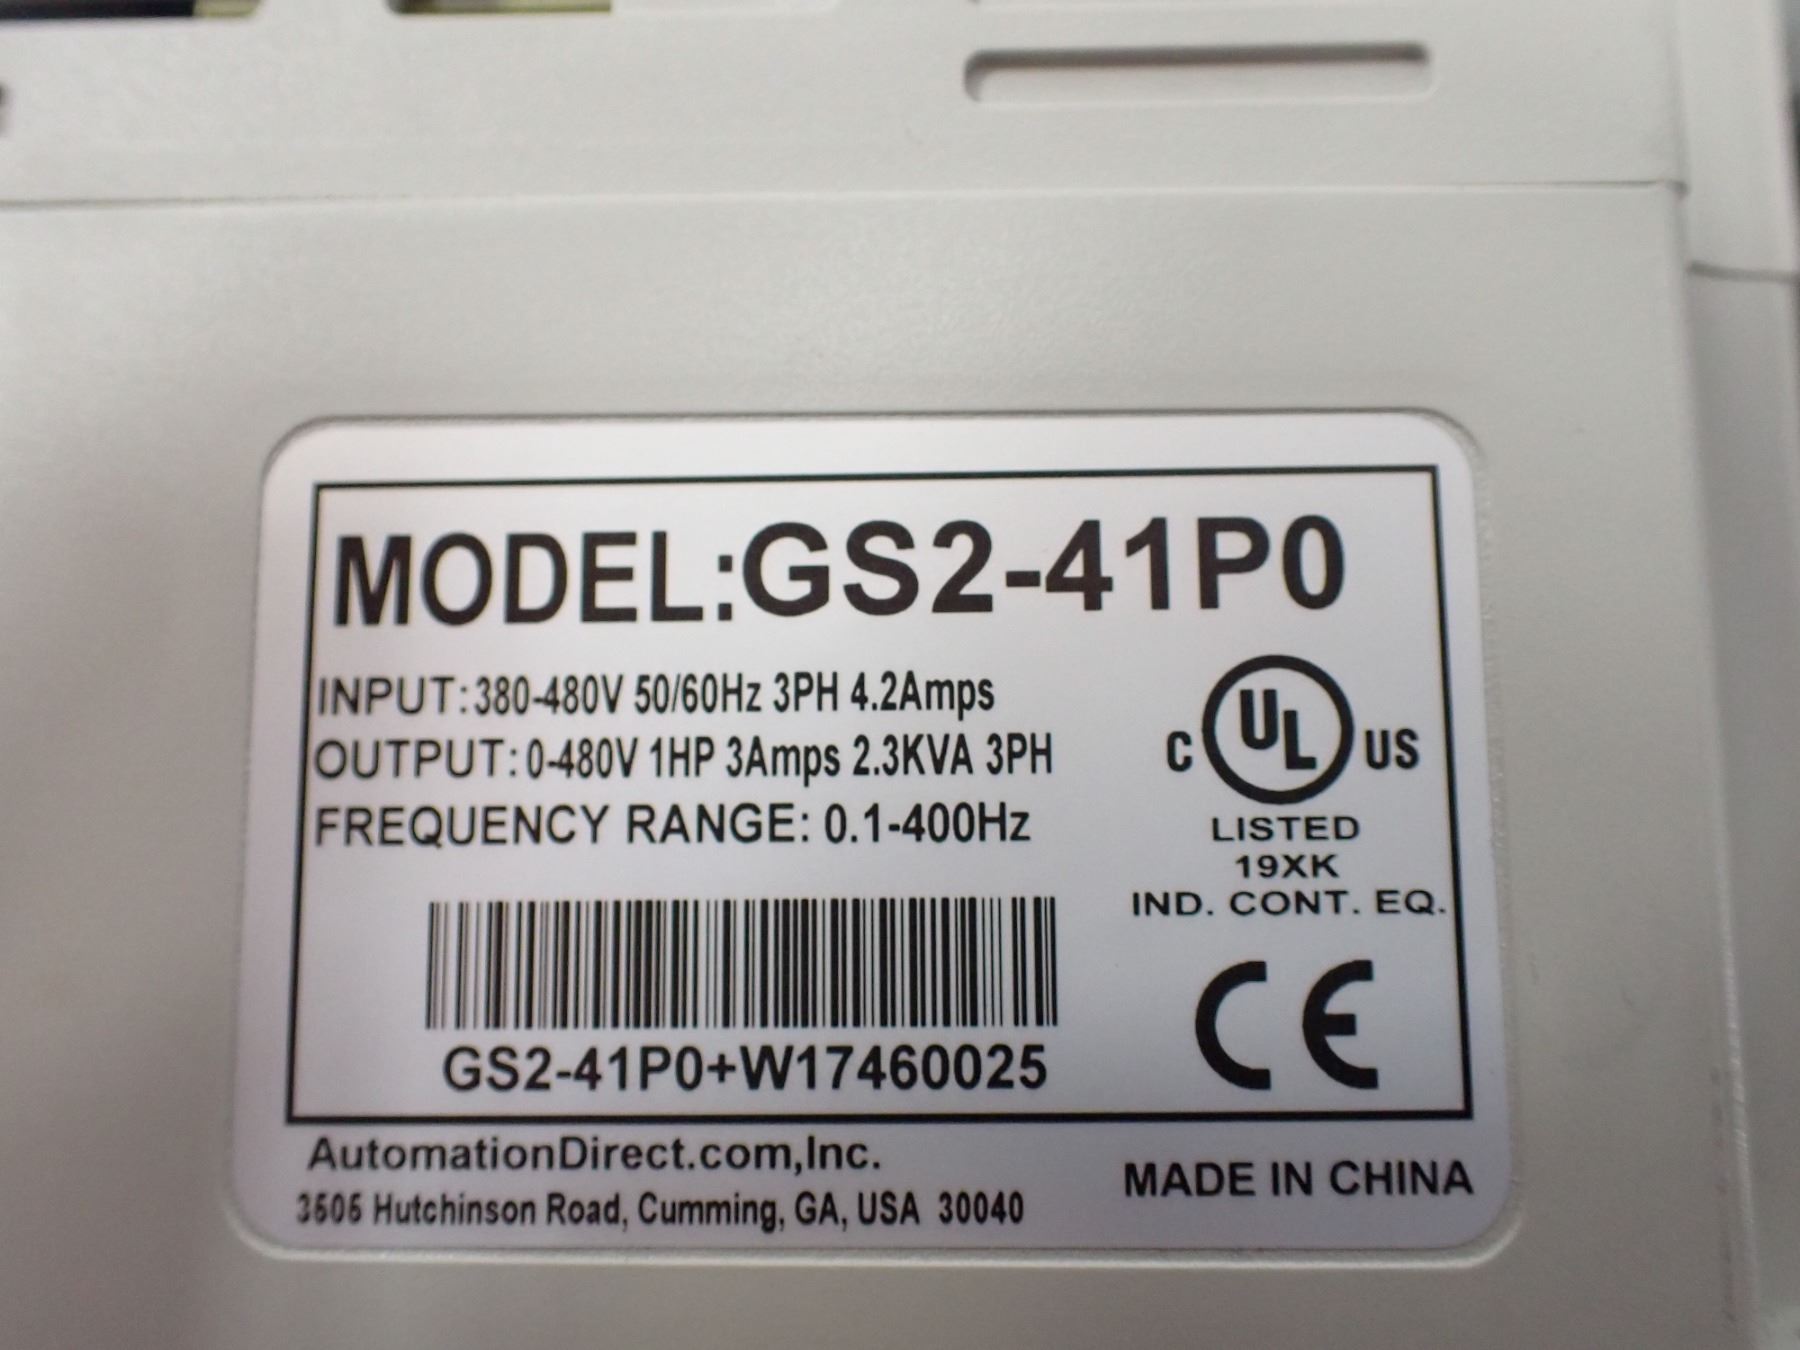 MODEL:GS2-41P0
INPUT:380-480V 50/60Hz 3PH 4.2Amps
OUTPUT:0-480V 1HP 3Amps 2.3KVA 3PH
FREQUENCY RANGE: 0.1-400Hz
C UL US
LISTED
19XK
IND. CONT. EQ.
GS2-41P0+W17460025
CE
AutomationDirect.com,Inc.
3505 Hutchinson Road, Cumming, GA, USA 30040
MADE IN CHINA